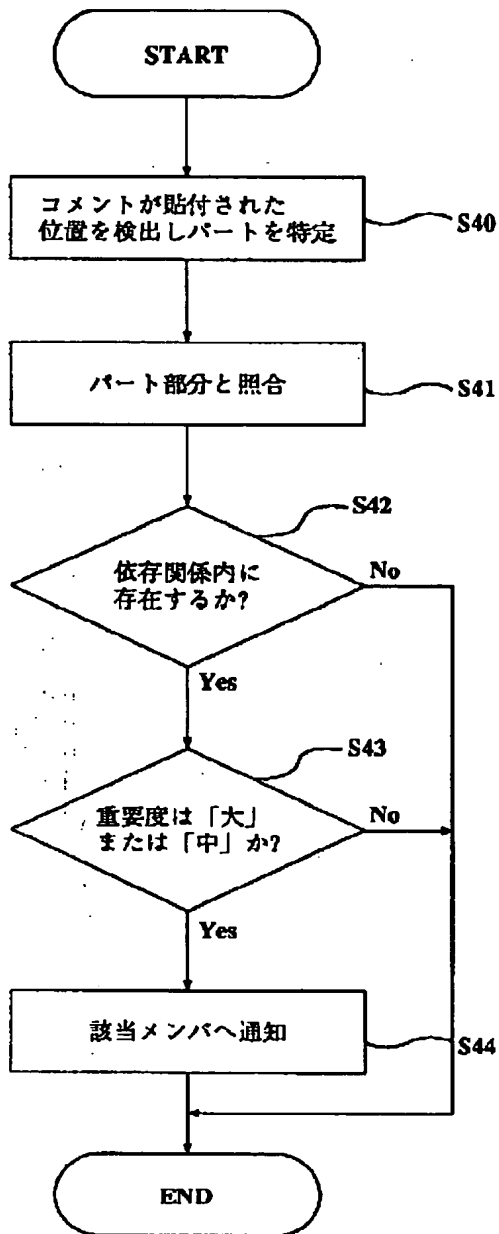 START
コメントが貼付された
位置を検出しパートを特定
S40
パート部分と照合
S41
S42
依存関係内に
存在するか?
No
Yes
S43
重要度は「大」
または「中」か?
No
Yes
該当メンバへ通知
S44
END